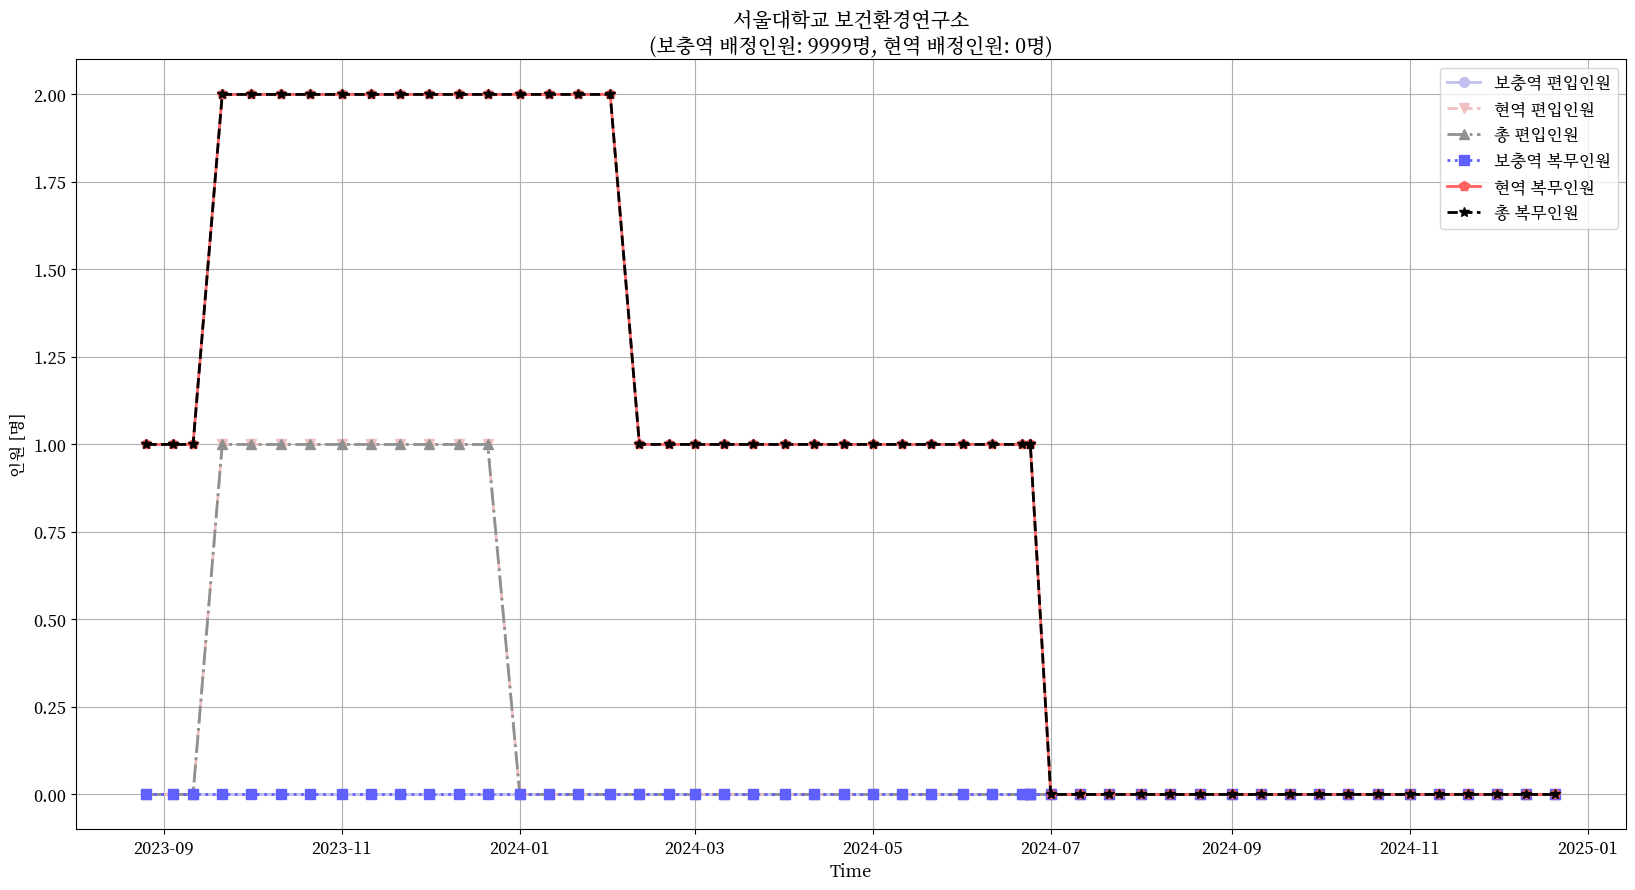 서울대학교 보건환경연구소
(보충역 배정인원: 9999명, 현역 배정인원: 0명)
보충역 편입인원
현역 편입인원
총 편입인원
보충역 복무인원
현역 복무인원
총 복무인원
인원 [명]
2.00
1.75
1.50
1.25
1.00
0.75
0.50
0.25
0.00
2023-09
2023-11
2024-01
2024-03
2024-05
2024-07
2024-09
2024-11
2025-01
Time